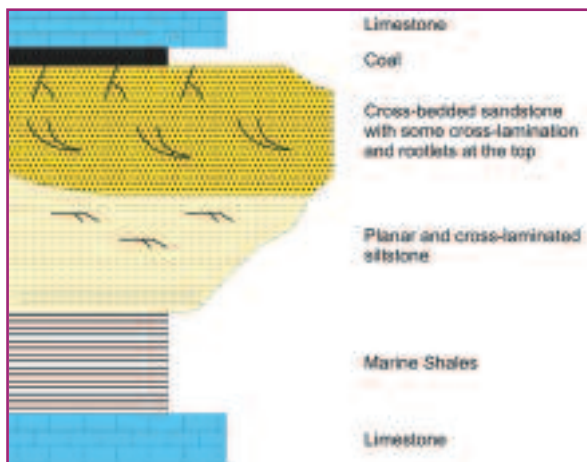 Limestone
Coal
Cross-bedded sandstone
with some cross-lamination
and rootlets at the top
Planar and cross-laminated
siltstone
Marine Shales
Limestone